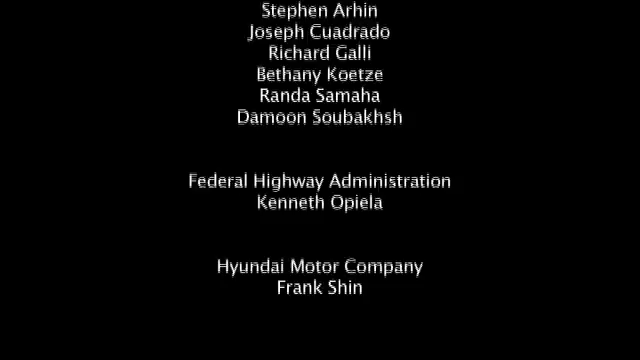 Stephen Arhin
Joseph Cuadrado
Richard Galli
Bethany Koetze
Randa Samaha
Damoon Soubakhsh
Federal Highway Administration
Kenneth Opiela
Hyundai Motor Company
Frank Shin